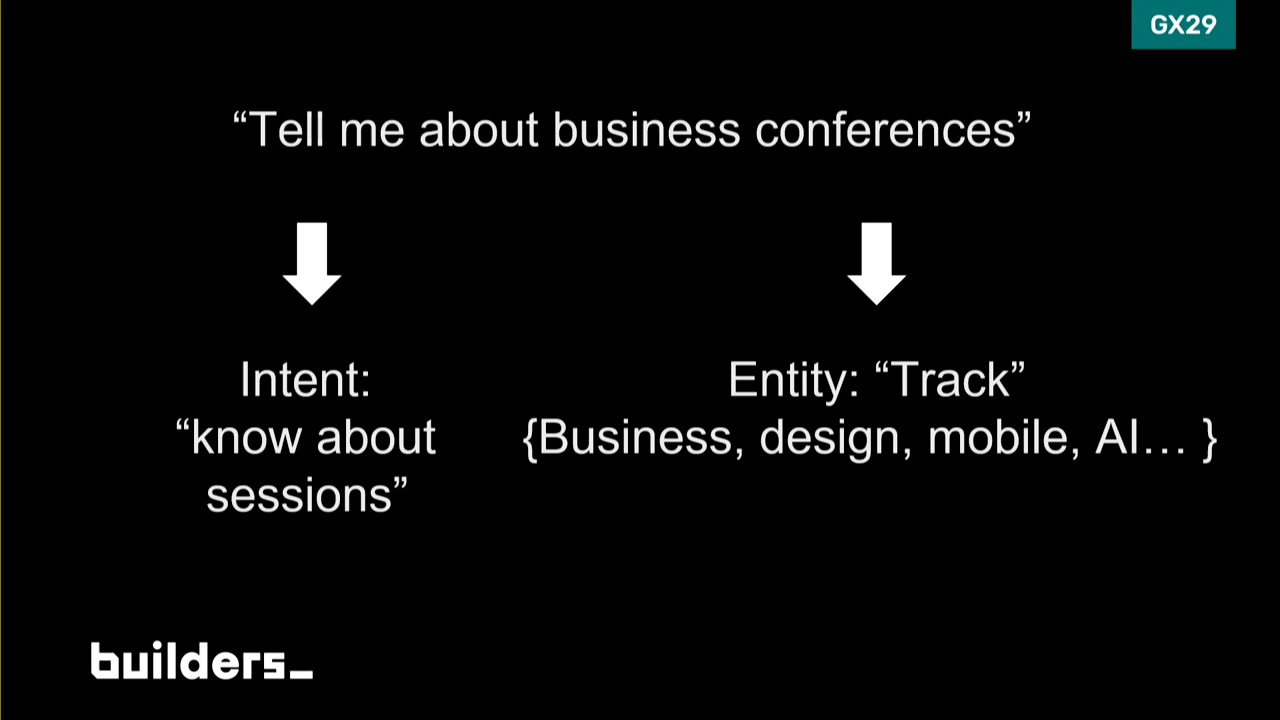 GX29
“Tell me about business conferences”
Intent:
“know about
sessions”
Entity: “Track”
{Business, design, mobile, AI... }
builders_